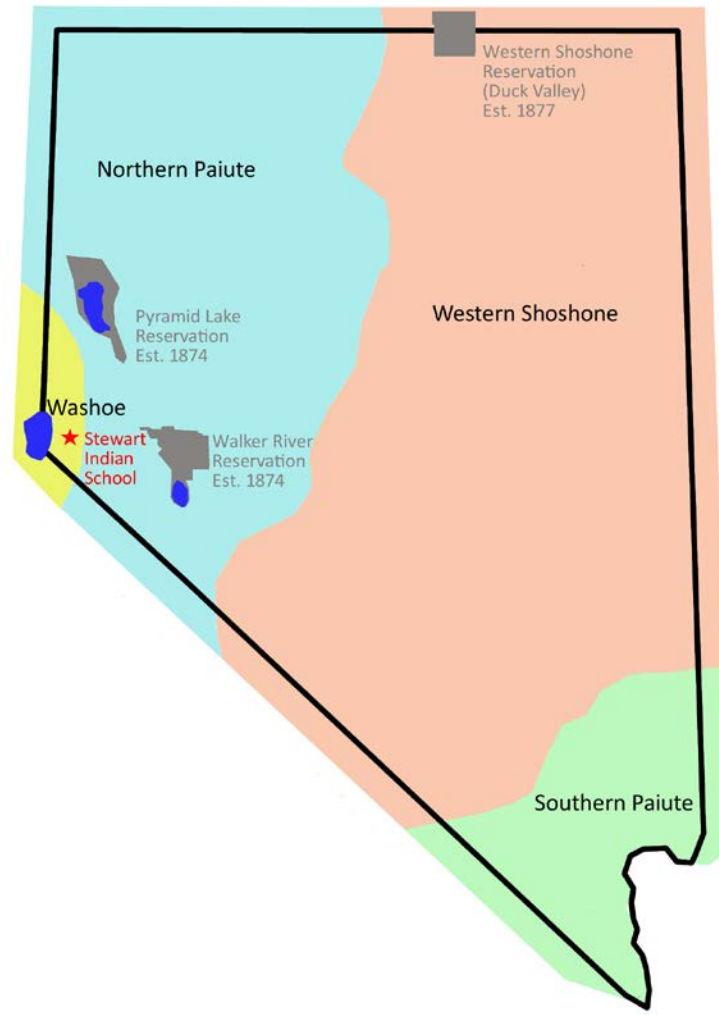 Western Shoshone
Reservation
(Duck Valley)
Est. 1877
Northern Paiute
Pyramid Lake
Reservation
Est. 1874
Western Shoshone
Washoe
Stewart
Indian
School
Walker River
Reservation
Est. 1874
Southern Paiute